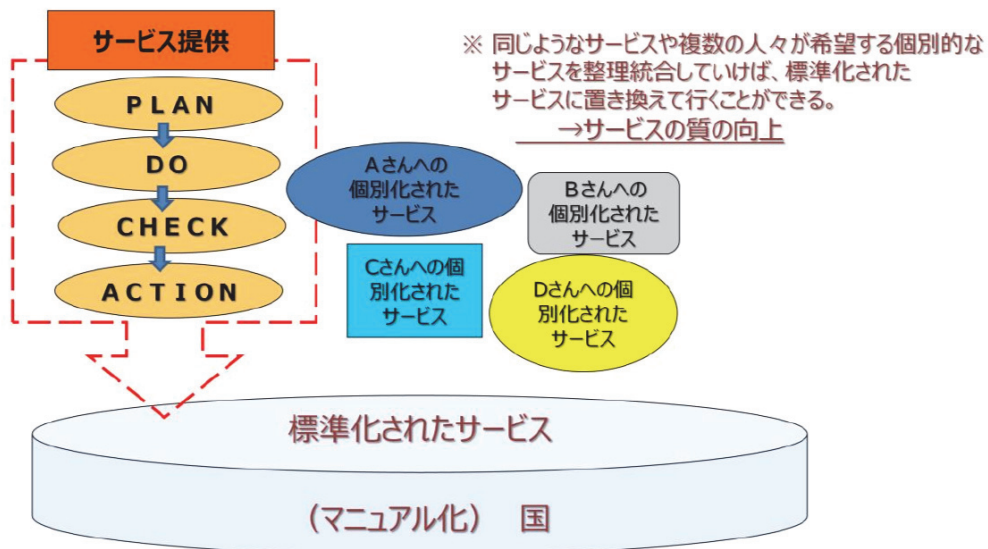 サービス提供
PLAN
DO
CHECK
ACTION
※ 同じようなサービスや複数の人々が希望する個別的な
サービスを整理統合していけば、標準化された
サービスに置き換えて行くことができる。
→サービスの質の向上
Aさんへの
個別化された
サービス
Bさんへの
個別化された
サービス
Cさんへの個
別化された
サービス
Dさんへの個
別化された
サービス
標準化されたサービス
(マニュアル化) 国